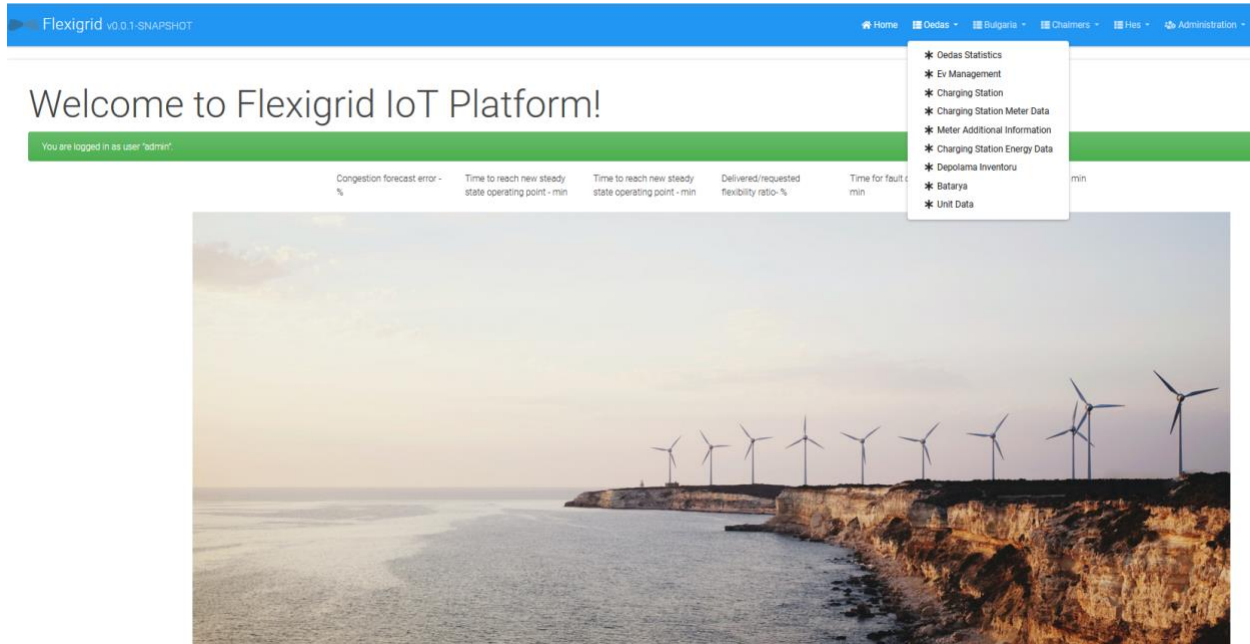 Flexigrid v0.0.1-SNAPSHOT
Home Oedas Bulgaria Chalmers Hes Administration
Oedas Statistics
Ev Management
Charging Station
Charging Station Meter Data
Meter Additional Information
Charging Station Energy Data
Depolama Inventoru
Batarya
Unit Data
Welcome to Flexigrid IoT Platform!
You are logged in as user "admin".
Congestion forecast error -
%
Time to reach new steady
state operating point - min
Time to reach new steady
state operating point - min
Delivered/requested
flexibility ratio- %
Time for fault
min
min